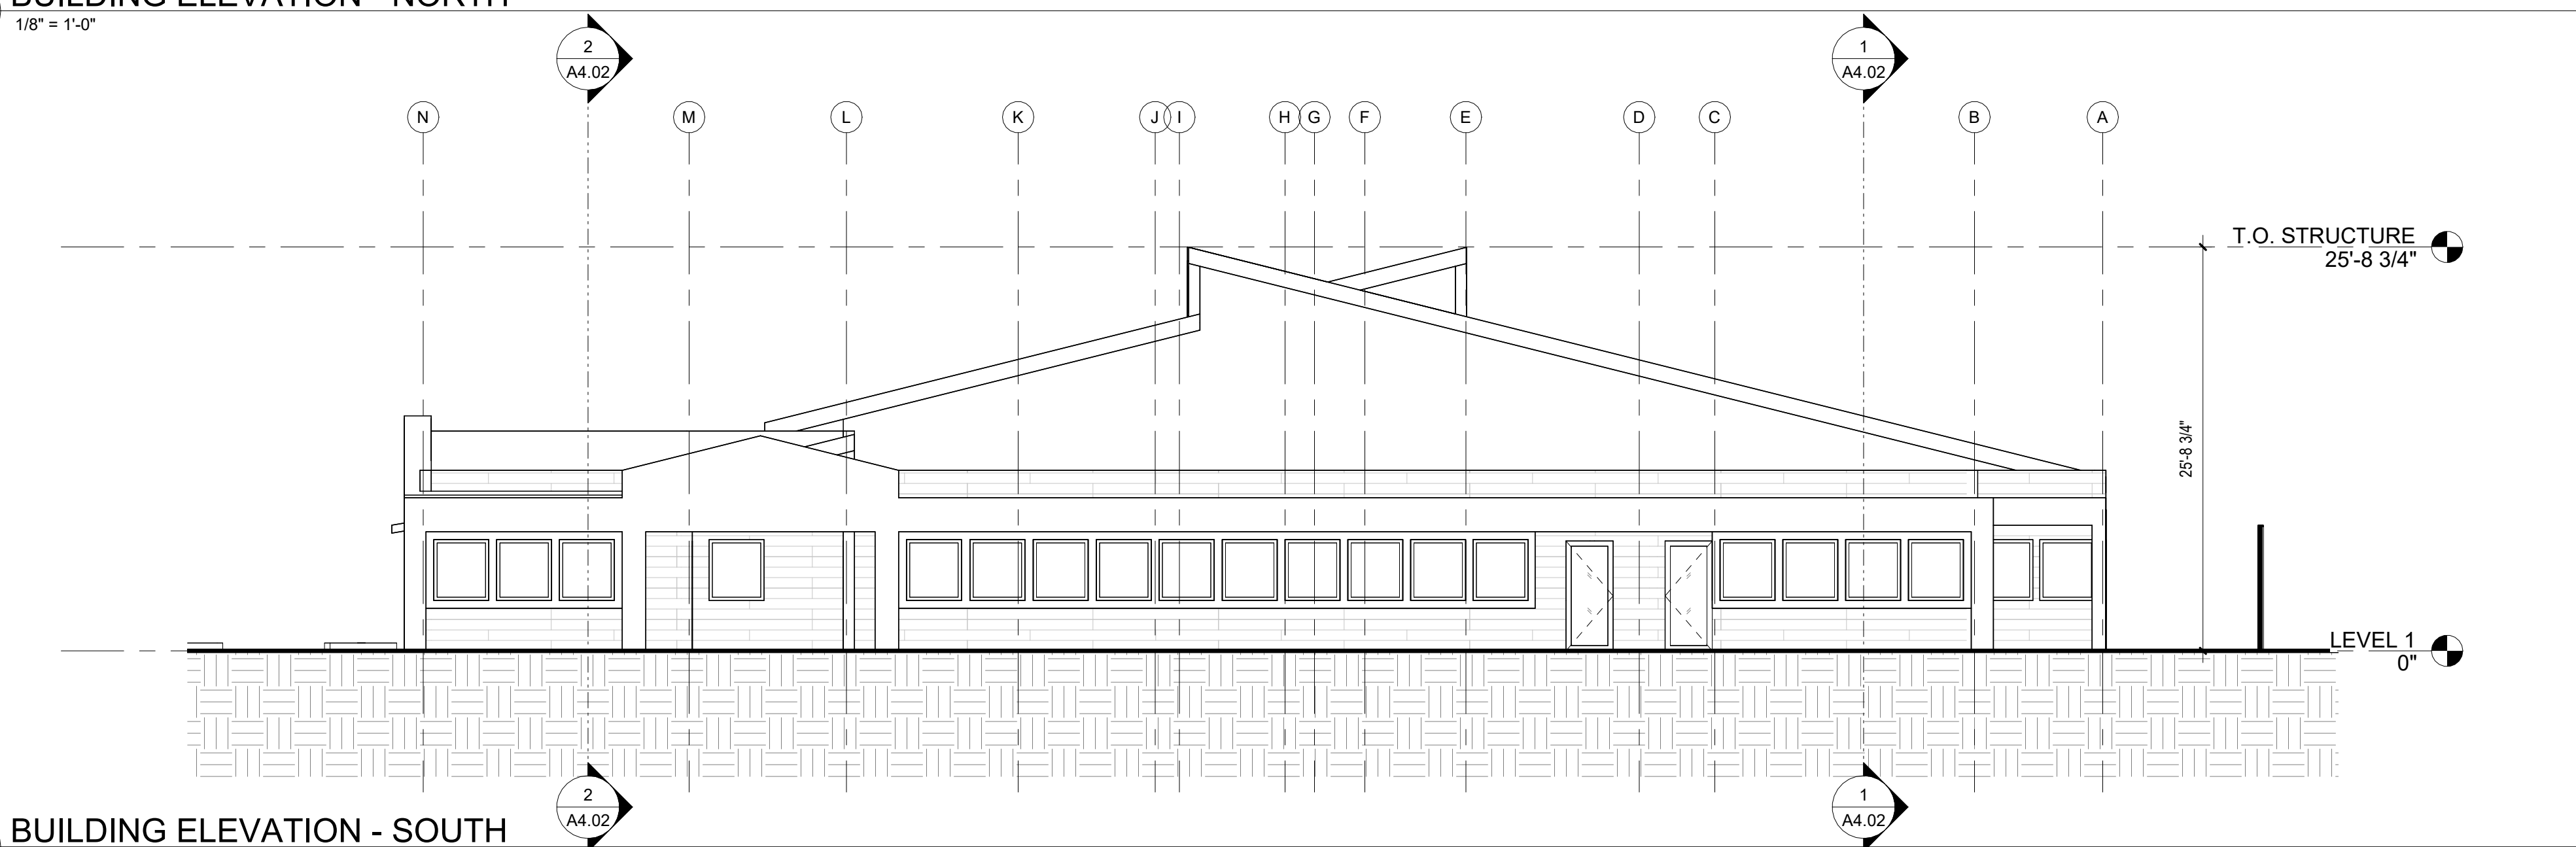 BUILDING ELEVATION - NORTH
1/8" = 1'-0"
2
A4.02
1
A4.02
N M L K J I H G F E D C B A
T.O. STRUCTURE
25'-8 3/4"
25'-8 3/4"
LEVEL 1
0"
2
A4.02
1
A4.02
BUILDING ELEVATION - SOUTH